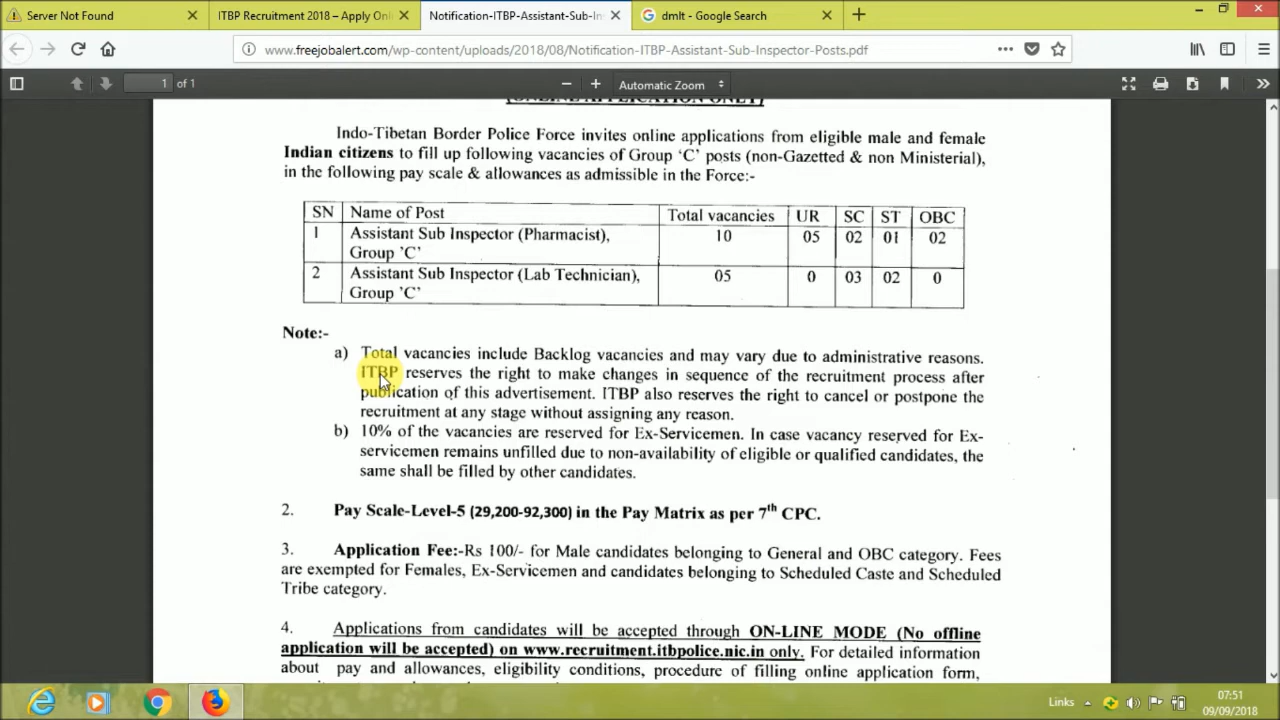 Server Not Found
ITBP Recruitment 2018 – Apply Onli
Notification-ITBP-Assistant-Sub-In
dmlt - Google Search
www.freejobalert.com/wp-content/uploads/2018/08/Notification-ITBP-Assistant-Sub-Inspector-Posts.pdf
1 of 1
Automatic Zoom
(ONLINE APPLICATION ONLY)
Indo-Tibetan Border Police Force invites online applications from eligible male and female
Indian citizens to fill up following vacancies of Group 'C' posts (non-Gazetted & non Ministerial),
in the following pay scale & allowances as admissible in the Force:-
SN Name of Post Total vacancies UR SC ST OBC
1 Assistant Sub Inspector (Pharmacist), 10 05 02 01 02
Group 'C'
2 Assistant Sub Inspector (Lab Technician), 05 0 03 02 0
Group 'C'
Note:-
a) Total vacancies include Backlog vacancies and may vary due to administrative reasons.
ITBP reserves the right to make changes in sequence of the recruitment process after
publication of this advertisement. ITBP also reserves the right to cancel or postpone the
recruitment at any stage without assigning any reason.
b) 10% of the vacancies are reserved for Ex-Servicemen. In case vacancy reserved for Ex-
servicemen remains unfilled due to non-availability of eligible or qualified candidates, the
same shall be filled by other candidates.
2. Pay Scale-Level-5 (29,200-92,300) in the Pay Matrix as per 7th CPC.
3. Application Fee:-Rs 100/- for Male candidates belonging to General and OBC category. Fees
are exempted for Females, Ex-Servicemen and candidates belonging to Scheduled Caste and Scheduled
Tribe category.
4. Applications from candidates will be accepted through ON-LINE MODE (No offline
application will be accepted) on www.recruitment.itbpolice.nic.in only. For detailed information
about pay and allowances, eligibility conditions, procedure of filling online application form,
Links
07:51
09/09/2018